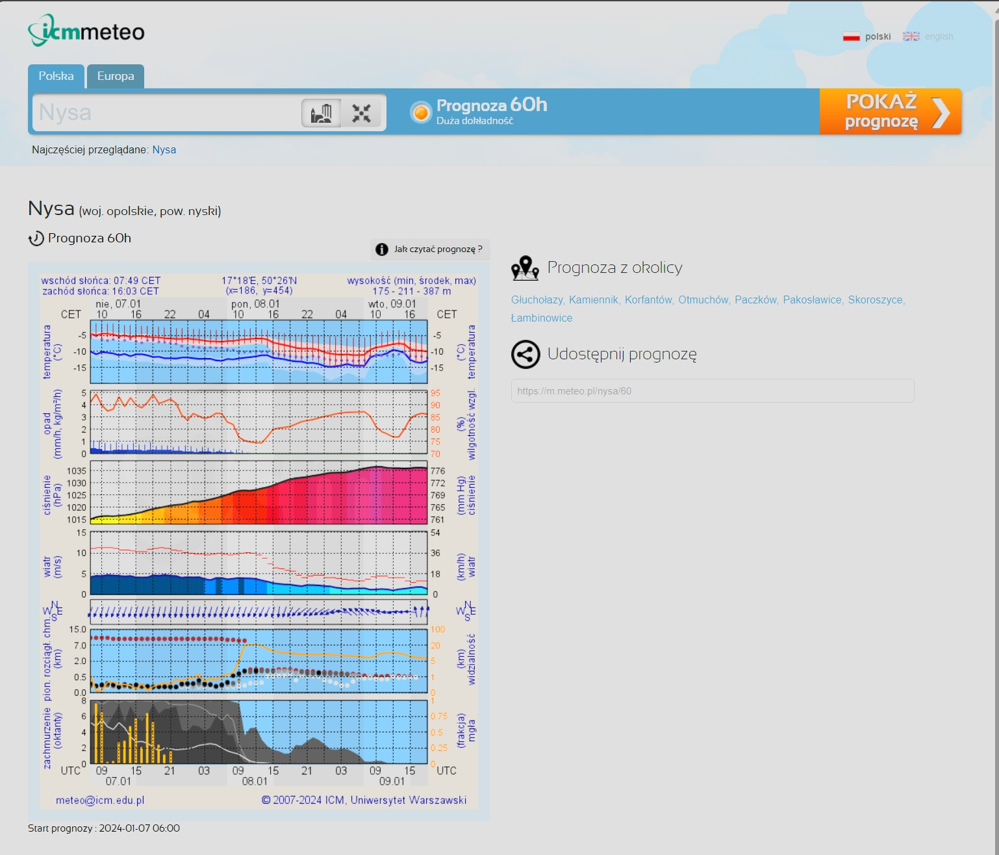 icmmeteo
polski english
Polska Europa
Nysa
Prognoza 60h
Duża dokładność
POKAŻ
prognozę
Najczęściej przeglądane: Nysa
Nysa (woj. opolskie, pow. nyski)
Prognoza 60h
Jak czytać prognozę ?
wschód słońca: 07:49 CET 17°18'E, 50°26'N wysokość (min, środek, max)
zachód słońca: 16:03 CET (x=186, y=454) 175 - 211 - 387 m
nie, 07.01 pon, 08.01 wto, 09.01
CET 10 16 22 04 10 16 22 04 10 16 CET
temperatura
(°C)
-5
-10
-15
-5
-10
-15
(°C)
temperatura
opad
(mm/h, kg/m²/h)
5
4
3
2
1
0
95
90
85
80
75
70
(%)
wilgotność wzgl.
ciśnienie
(hPa)
1035
1030
1025
1020
1015
776
772
769
765
761
(mm Hg)
ciśnienie
wiatr
(m/s)
15
10
5
0
54
36
18
0
(km/h)
wiatr
N
W E
S
N
W E
S
pion. rozciągł. chm.
(km)
15.0
7.0
2.0
0.5
0.0
100
20
5
1
0
(km)
widzialność
zachmurzenie
(oktanty)
8
6
4
2
0
1
0.75
0.5
0.25
0
(frakcja)
mgła
UTC 09 15 21 03 09 15 21 03 09 15 UTC
07.01 08.01 09.01
meteo@icm.edu.pl © 2007-2024 ICM, Uniwersytet Warszawski
Start prognozy : 2024-01-07 06:00
Prognoza z okolicy
Głuchołazy, Kamiennik, Korfantów, Otmuchów, Paczków, Pakosławice, Skoroszyce,
Łambinowice
Udostępnij prognozę
https://m.meteo.pl/nysa/60